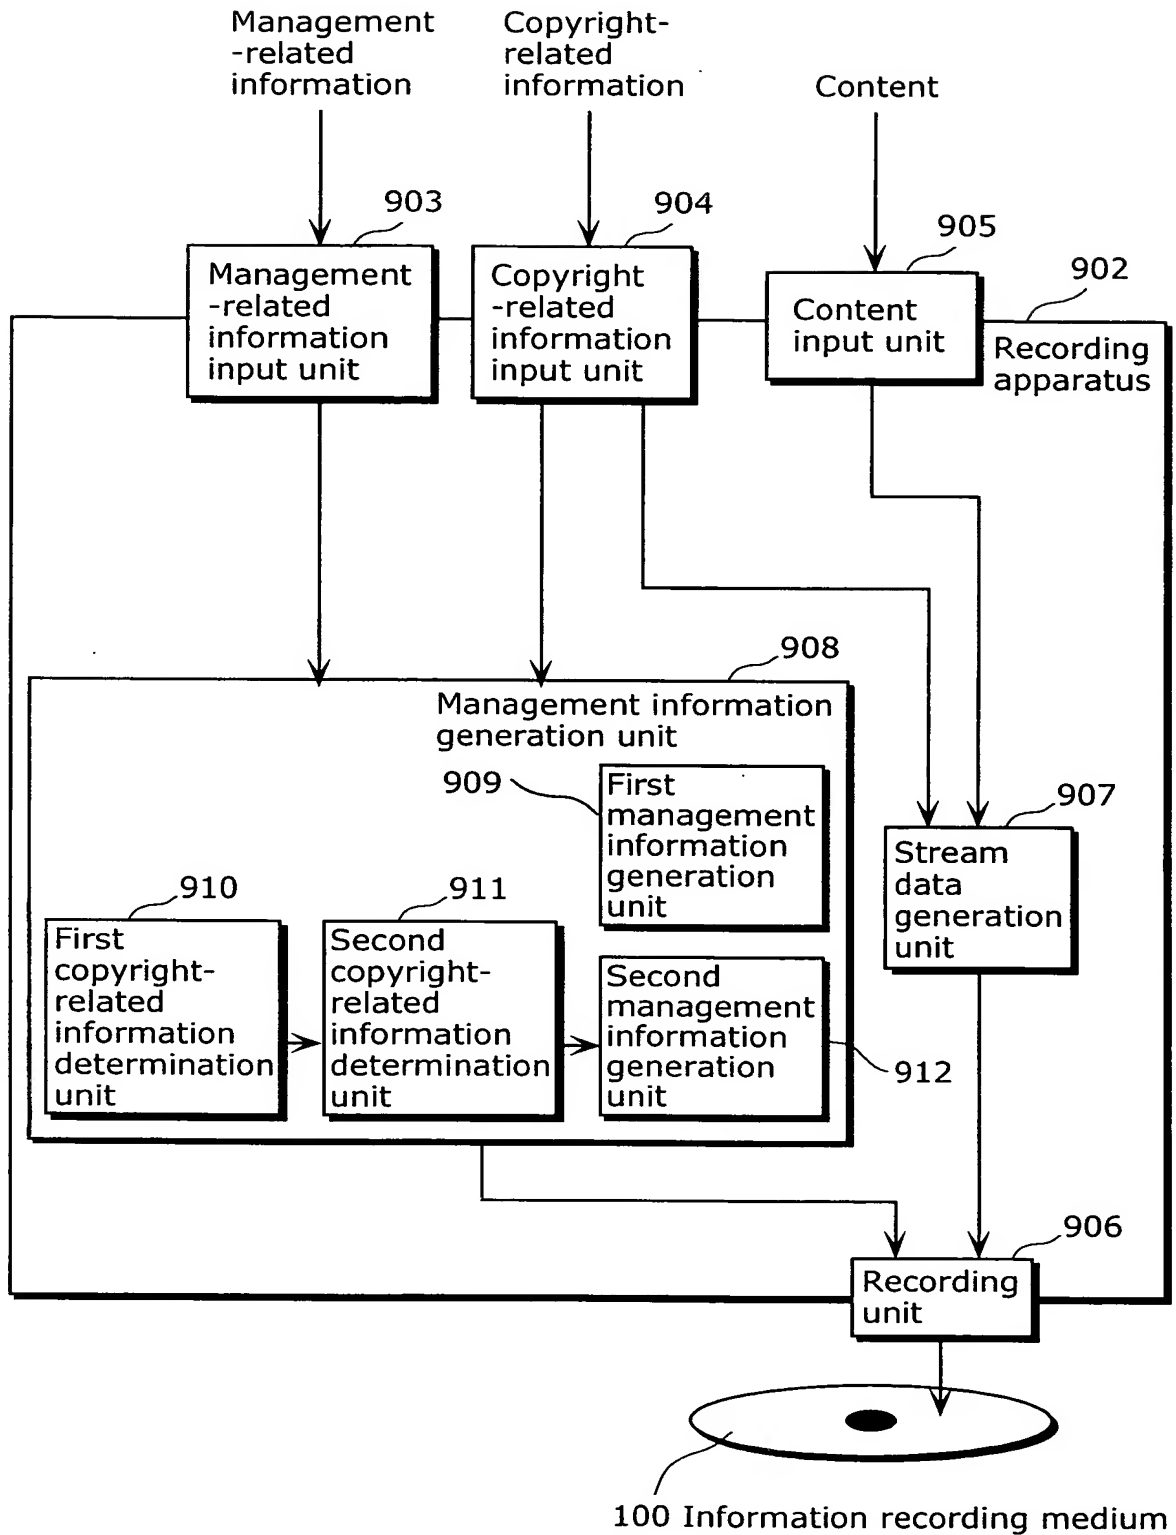 Management
-related
information
Copyright-
related
information
Content
903
904
905
902
Management
-related
information
input unit
Copyright
-related
information
input unit
Content
input unit
Recording
apparatus
908
Management information
generation unit
909
First
management
information
generation
unit
907
Stream
data
generation
unit
910
First
copyright-
related
information
determination
unit
911
Second
copyright-
related
information
determination
unit
Second
management
information
generation
unit
912
906
Recording
unit
100 Information recording medium